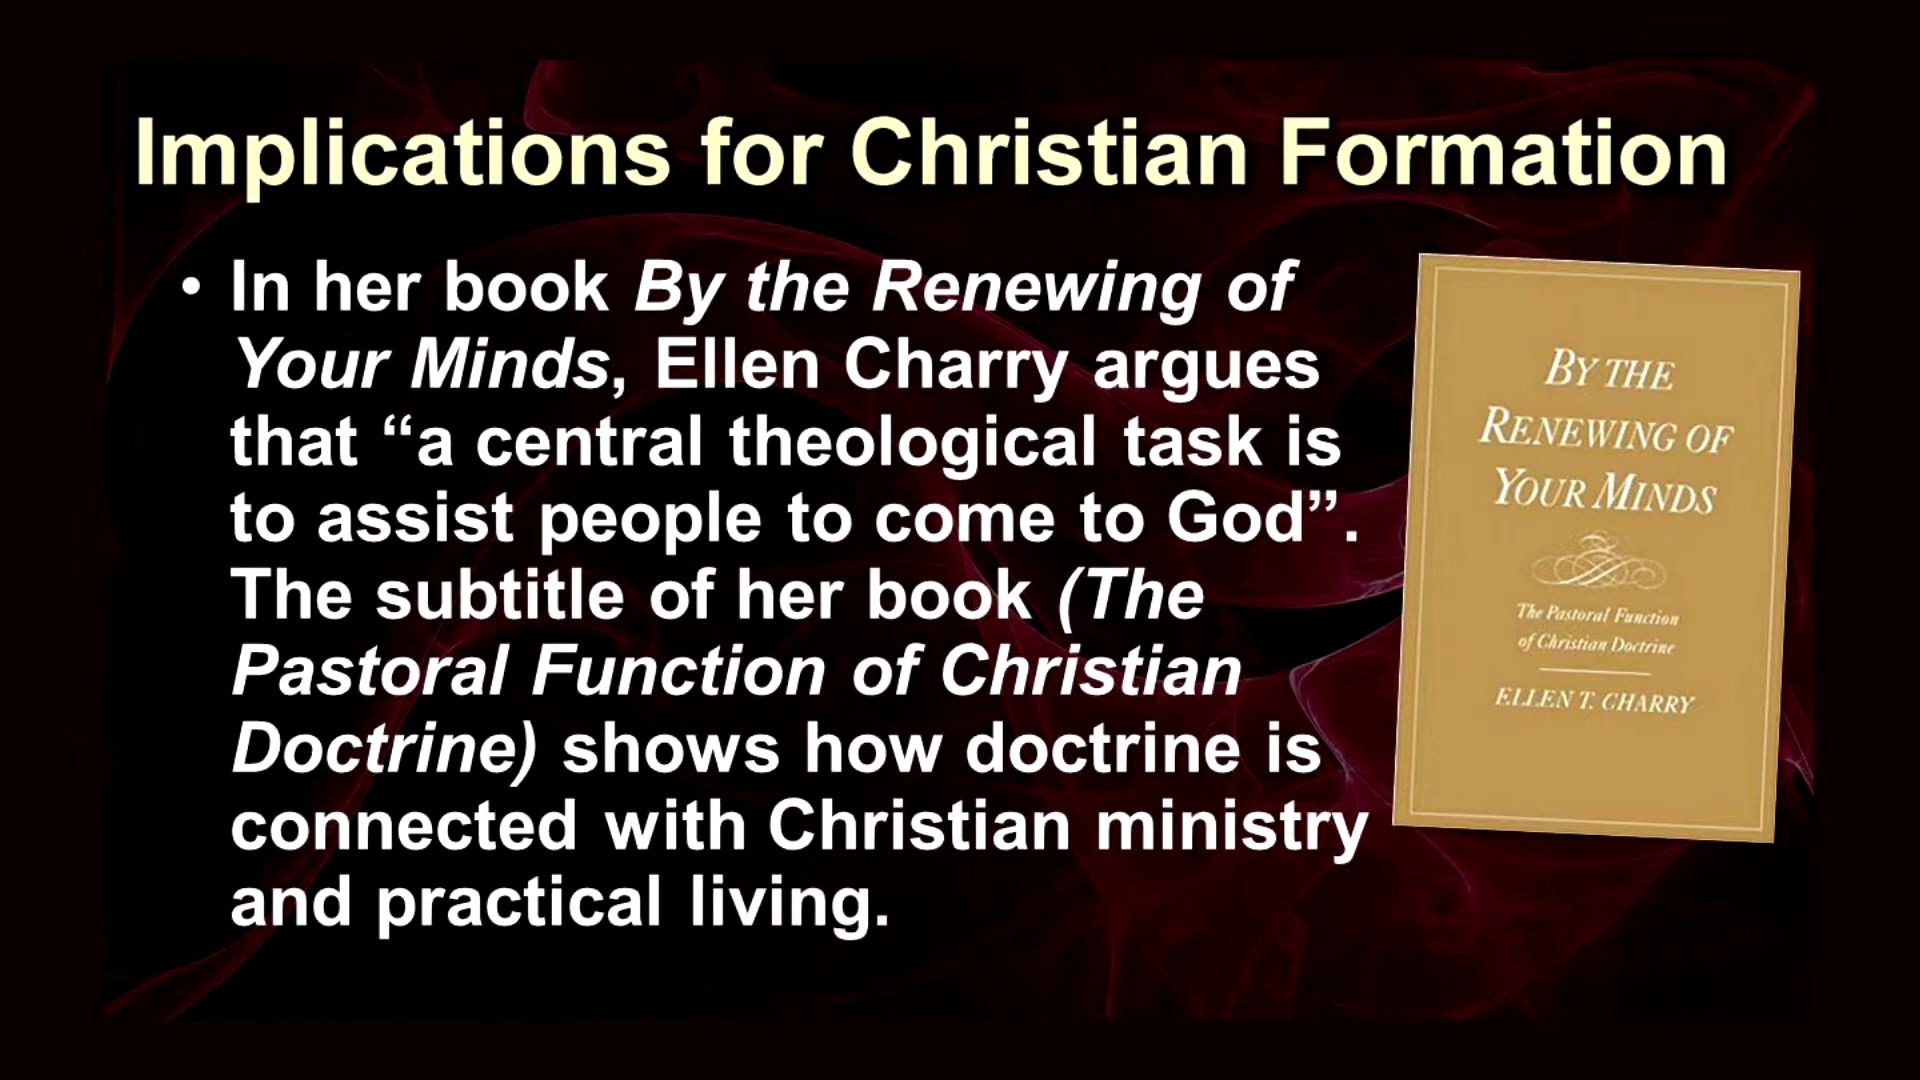 Implications for Christian Formation
• In her book By the Renewing of
Your Minds, Ellen Charry argues
that “a central theological task is
to assist people to come to God”.
The subtitle of her book (The
Pastoral Function of Christian
Doctrine) shows how doctrine is
connected with Christian ministry
and practical living.
BY THE
RENEWING OF
YOUR MINDS
The Pastoral Function
of Christian Doctrine
ELLEN T. CHARRY